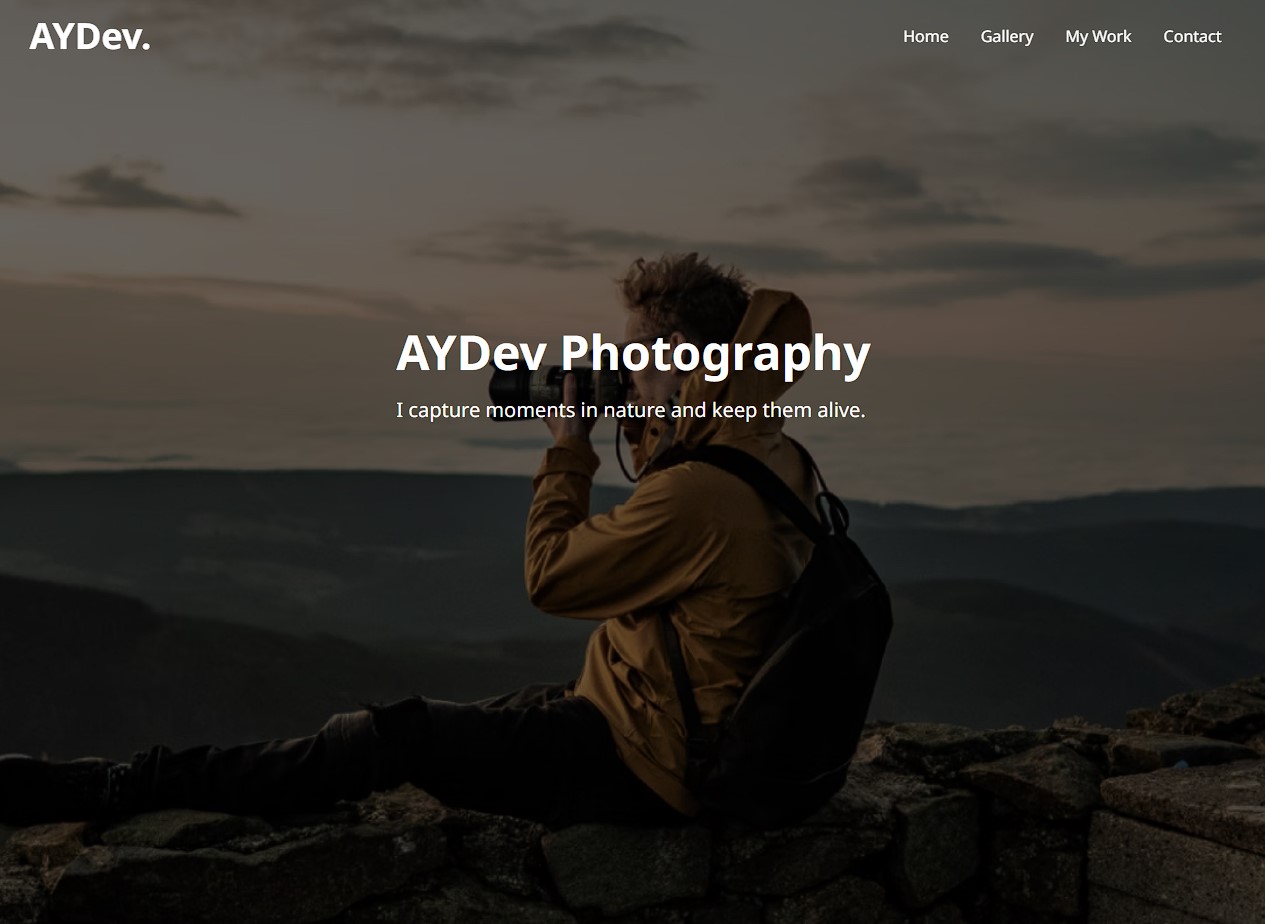 AYDev.
Home Gallery My Work Contact
AYDev Photography
I capture moments in nature and keep them alive.